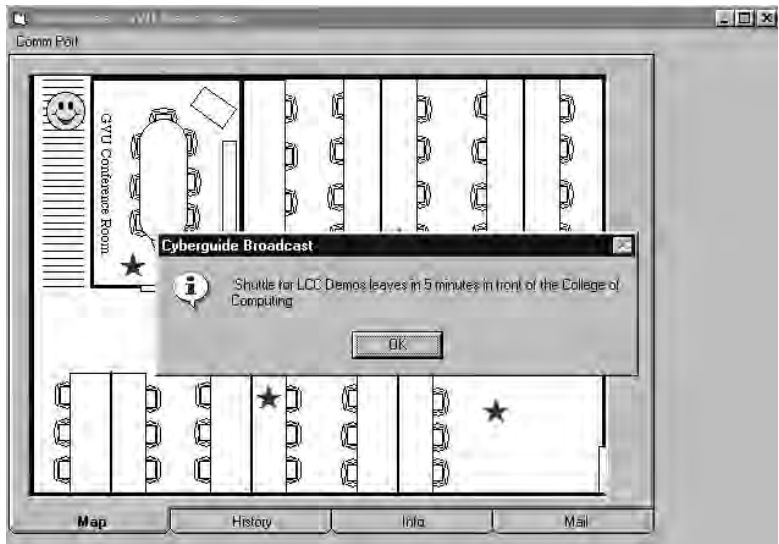 Comm Port
GVU Conference Room
Cyberguide Broadcast
Shuttle for LCC Demos leaves in 5 minutes in front of the College of
Computing
OK
Map
History
Info
Mail